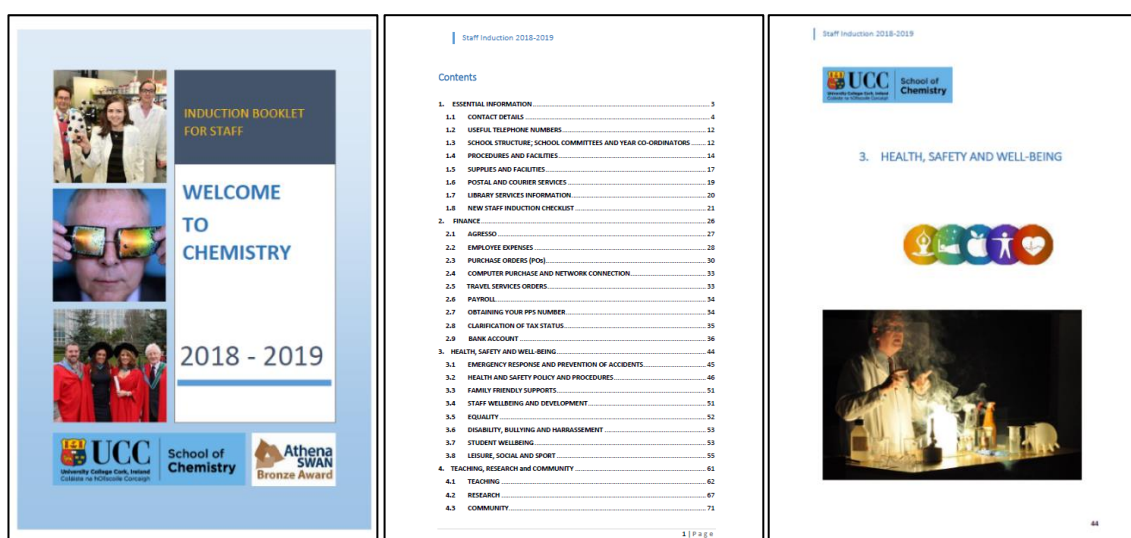 INDUCTION BOOKLET
FOR STAFF
WELCOME
TO
CHEMISTRY
2018 - 2019
UCC
University College Cork, Ireland
Coláiste na hOllscoile Corcaigh
School of
Chemistry
Athena
SWAN
Bronze Award
Staff Induction 2018-2019
Contents
1. ESSENTIAL INFORMATION 3
1.1 CONTACT DETAILS 4
1.2 USEFUL TELEPHONE NUMBERS 12
1.3 SCHOOL STRUCTURE; SCHOOL COMMITTEES AND YEAR CO-ORDINATORS 12
1.4 PROCEDURES AND FACILITIES 14
1.5 SUPPLIES AND FACILITIES 17
1.6 POSTAL AND COURIER SERVICES 19
1.7 LIBRARY SERVICES INFORMATION 20
1.8 NEW STAFF INDUCTION CHECKLIST 21
2. FINANCE 26
2.1 AGRESSO 27
2.2 EMPLOYEE EXPENSES 28
2.3 PURCHASE ORDERS (POs) 30
2.4 COMPUTER PURCHASE AND NETWORK CONNECTION 33
2.5 TRAVEL SERVICES ORDERS 33
2.6 PAYROLL 34
2.7 OBTAINING YOUR PPS NUMBER 34
2.8 CLARIFICATION OF TAX STATUS 35
2.9 BANK ACCOUNT 36
3. HEALTH, SAFETY AND WELL-BEING 44
3.1 EMERGENCY RESPONSE AND PREVENTION OF ACCIDENTS 45
3.2 HEALTH AND SAFETY POLICY AND PROCEDURES 46
3.3 FAMILY FRIENDLY SUPPORTS 51
3.4 STAFF WELLBEING AND DEVELOPMENT 51
3.5 EQUALITY 52
3.6 DISABILITY, BULLYING AND HARRASSEMENT 53
3.7 STUDENT WELLBEING 53
3.8 LEISURE, SOCIAL AND SPORT 55
4. TEACHING, RESEARCH and COMMUNITY 61
4.1 TEACHING 62
4.2 RESEARCH 67
4.3 COMMUNITY 71
1 | Page
Staff Induction 2018-2019
UCC
University College Cork, Ireland
Coláiste na hOllscoile Corcaigh
School of
Chemistry
3. HEALTH, SAFETY AND WELL-BEING
44